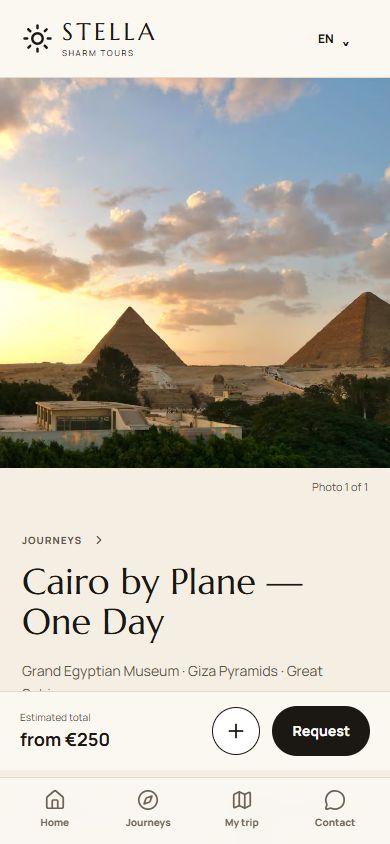 STELLA
SHARM TOURS
EN
Photo 1 of 1
JOURNEYS
Cairo by Plane —
One Day
Grand Egyptian Museum · Giza Pyramids · Great
Estimated total
from €250
Request
Home
Journeys
My trip
Contact